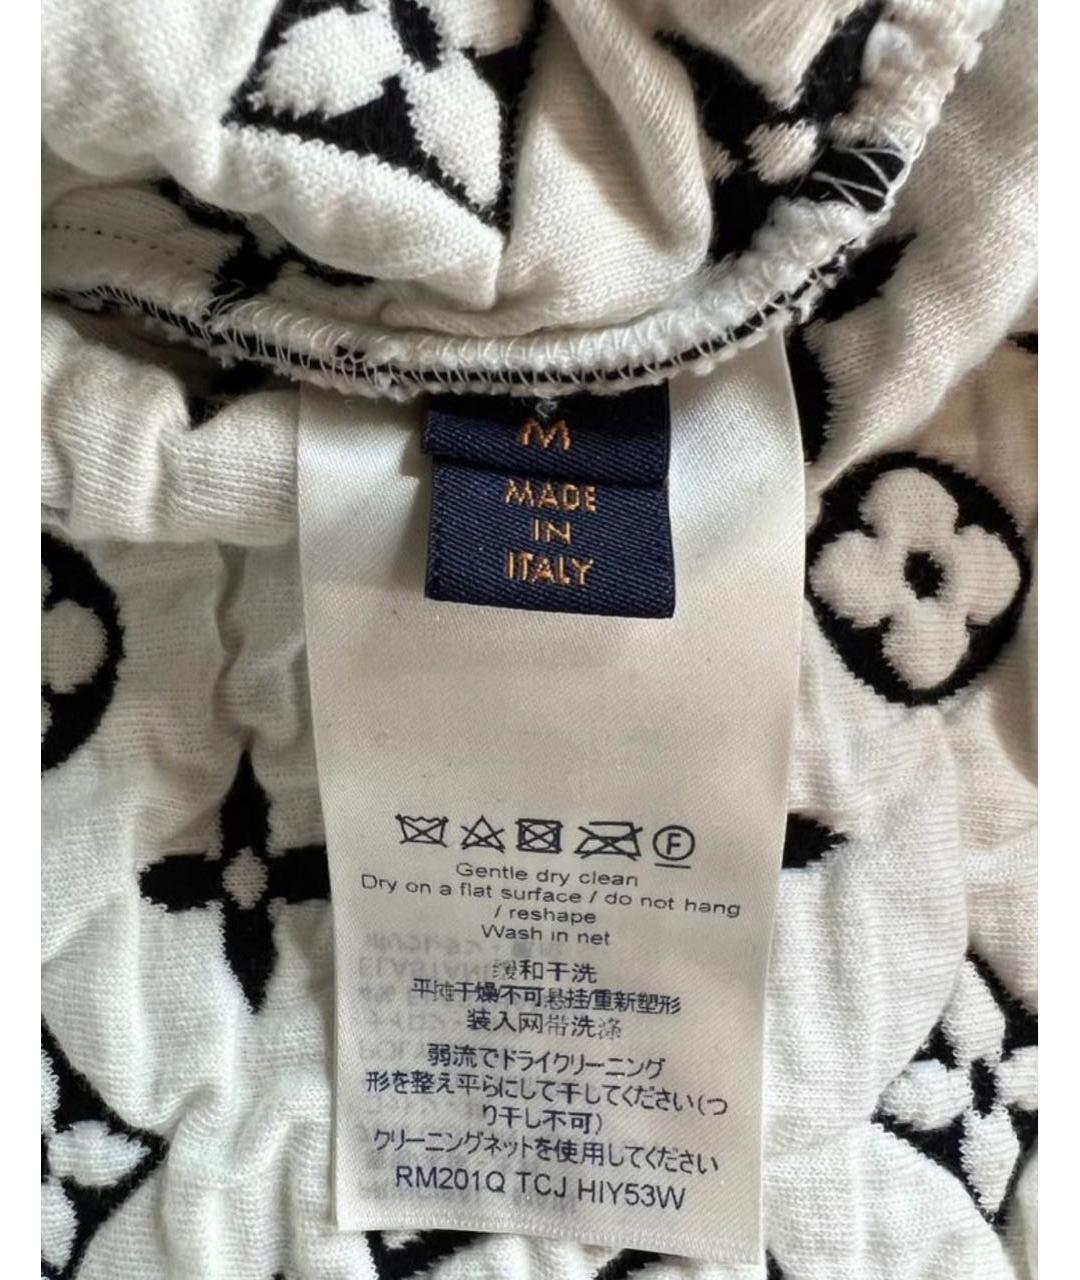 M
MADE
IN
ITALY
F
Gentle dry clean
Dry on a flat surface / do not hang
/ reshape
Wash in net
缓和干洗
平摊干燥/不可悬挂/重新塑形
装入网带洗涤
弱流でドライクリーニング
形を整え平らにして干してください(つ
り干し不可)
クリーニングネットを使用してください
RM201Q TCJ HIY53W